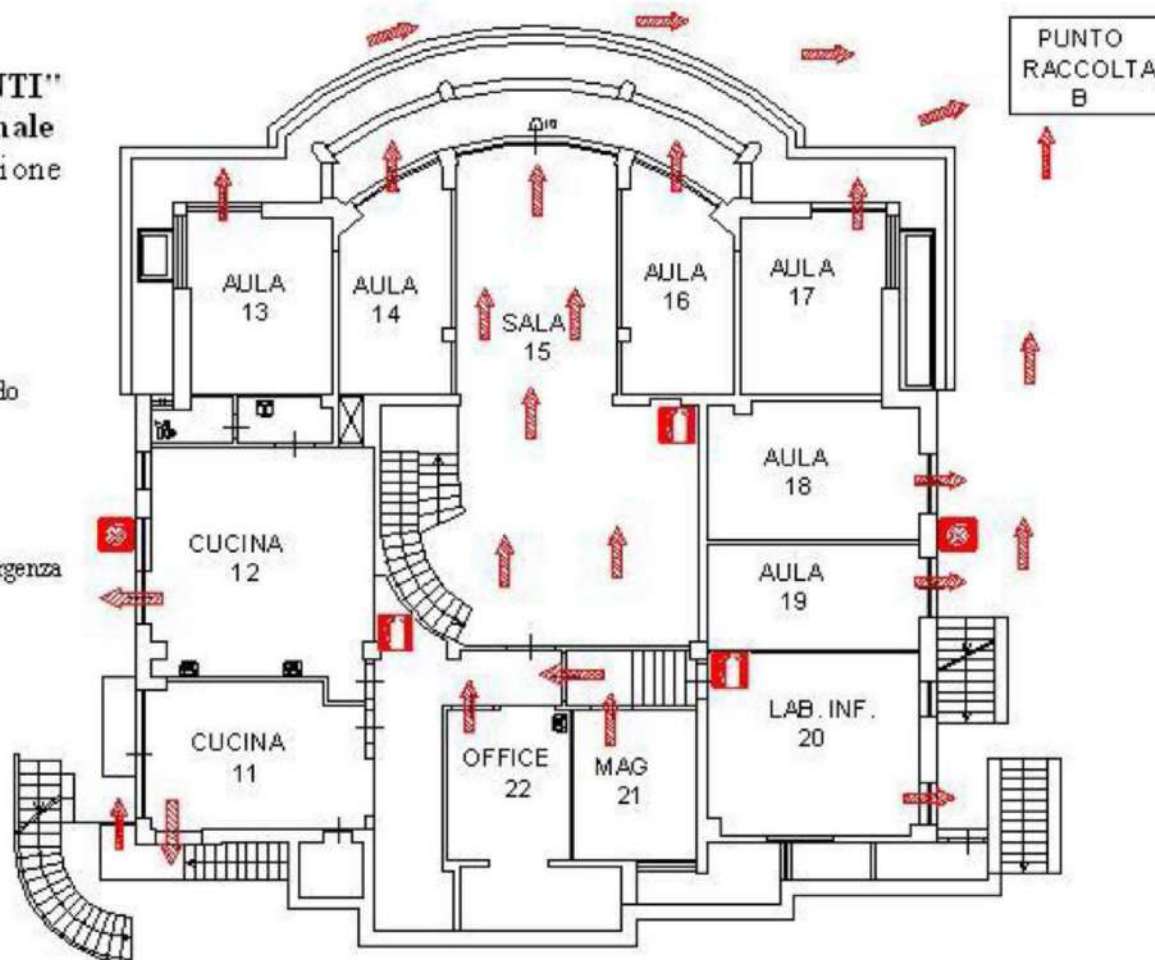 PUNTO
RACCOLTA
B
AULA
13
AULA
14
SALA
15
AULA
16
AULA
17
AULA
18
CUCINA
12
AULA
19
CUCINA
11
OFFICE
22
MAG
21
LAB. INF.
20